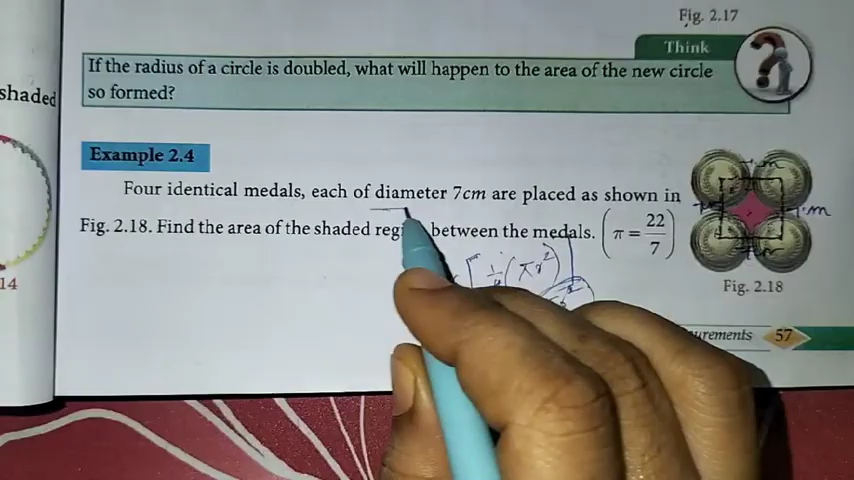 Fig. 2.17
Think
If the radius of a circle is doubled, what will happen to the area of the new circle
so formed?
shaded
Example 2.4
Four identical medals, each of diameter 7cm are placed as shown in
Fig. 2.18. Find the area of the shaded between the medals. (π = 22/7)
Fig. 2.18
14
57